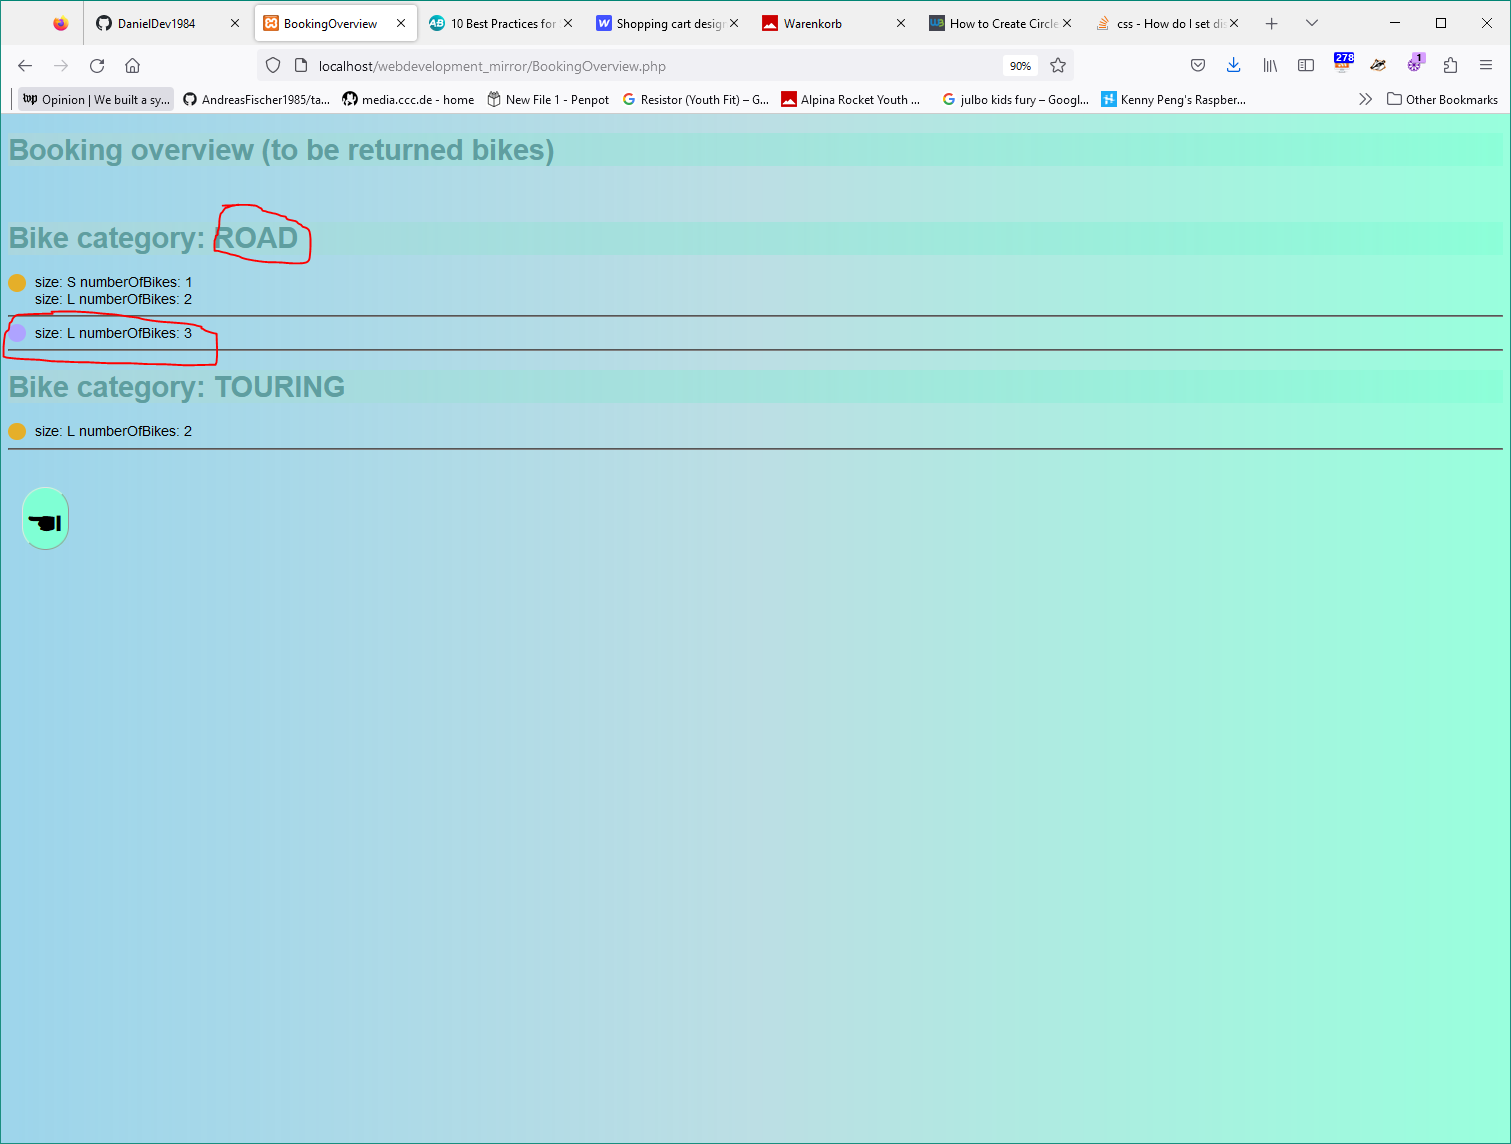 DanielDev1984
BookingOverview
10 Best Practices for
Shopping cart design
Warenkorb
How to Create Circle
css - How do I set dis
localhost/webdevelopment_mirror/BookingOverview.php
90%
278
1
wp Opinion | We built a sy...
AndreasFischer1985/ta...
media.ccc.de - home
New File 1 - Penpot
Resistor (Youth Fit) – G...
Alpina Rocket Youth ...
julbo kids fury – Googl...
Kenny Peng's Raspber...
Other Bookmarks
Booking overview (to be returned bikes)
Bike category: ROAD
size: S numberOfBikes: 1
size: L numberOfBikes: 2
size: L numberOfBikes: 3
Bike category: TOURING
size: L numberOfBikes: 2